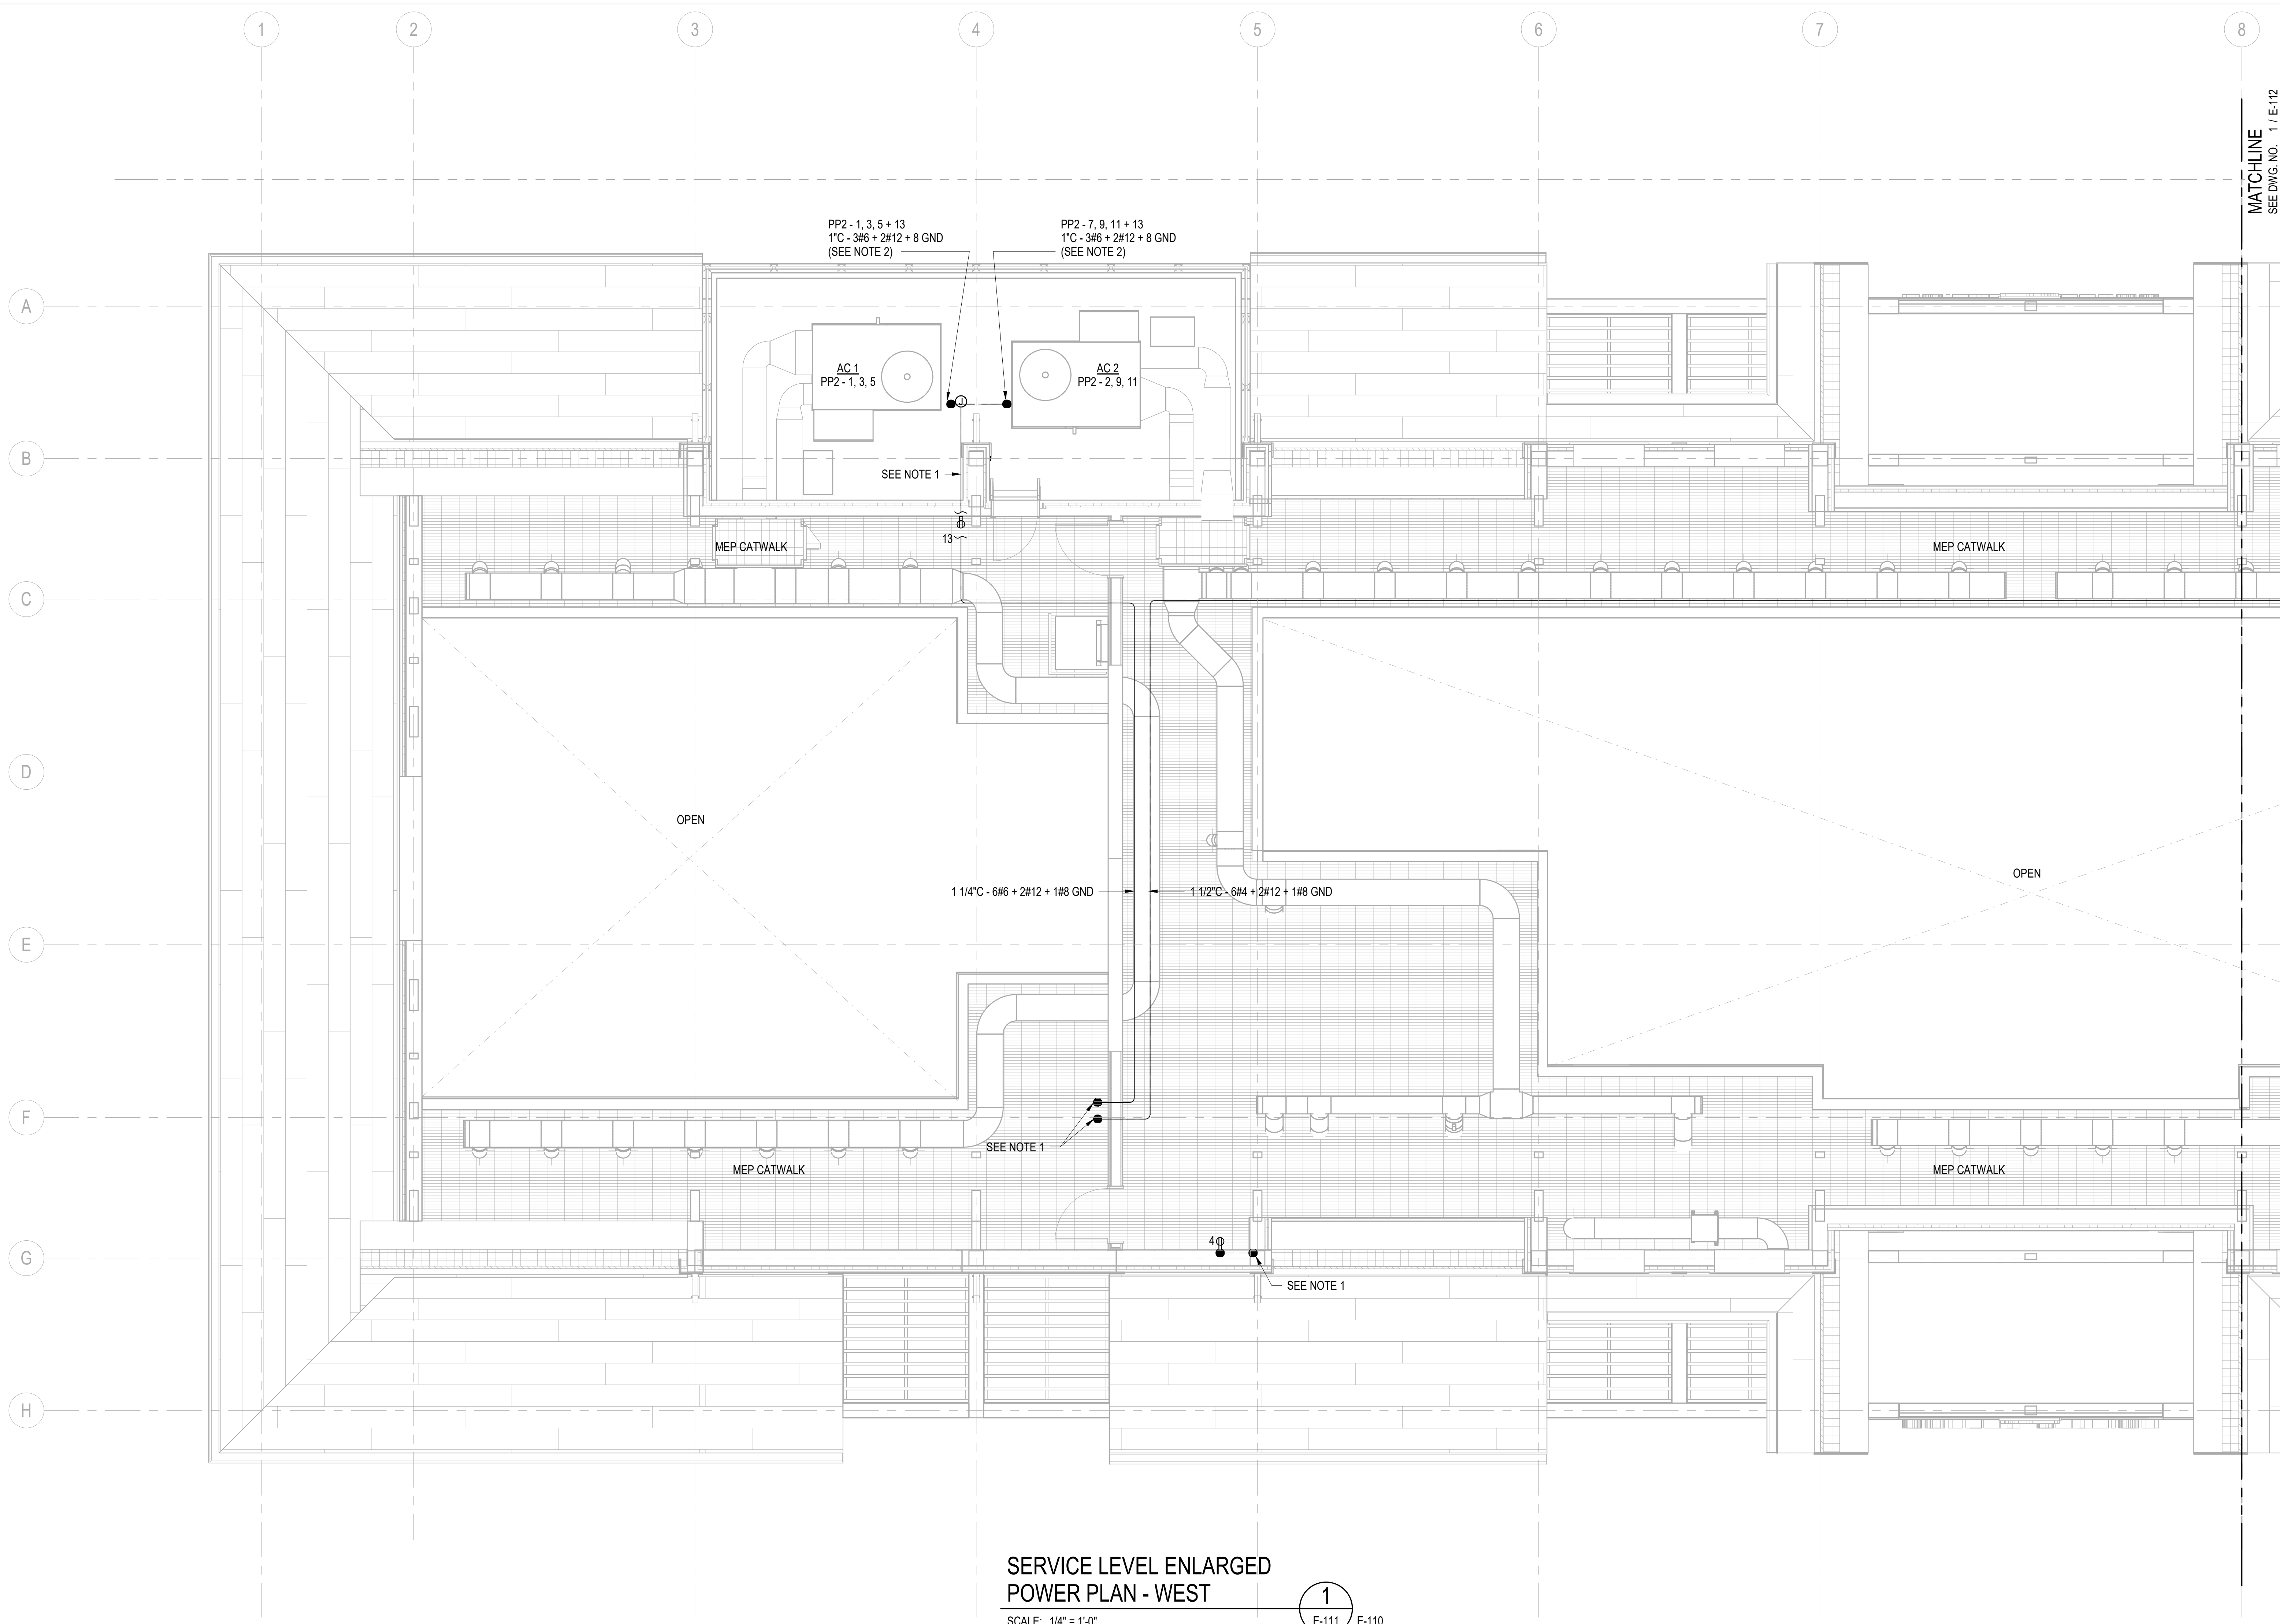 1
2
3
4
5
6
7
8
MATCHLINE
SEE DWG. NO. 1 / E-112
PP2 - 1, 3, 5 + 13
1"C - 3#6 + 2#12 + 8 GND
(SEE NOTE 2)
PP2 - 7, 9, 11 + 13
1"C - 3#6 + 2#12 + 8 GND
(SEE NOTE 2)
A
AC 1
PP2 - 1, 3, 5
AC 2
PP2 - 2, 9, 11
J
B
SEE NOTE 1
13
MEP CATWALK
MEP CATWALK
C
D
OPEN
OPEN
1 1/4"C - 6#6 + 2#12 + 1#8 GND
1 1/2"C - 6#4 + 2#12 + 1#8 GND
E
F
SEE NOTE 1
MEP CATWALK
MEP CATWALK
4
G
SEE NOTE 1
H
SERVICE LEVEL ENLARGED
POWER PLAN - WEST
1
SCALE: 1/4" = 1'-0"
E-111
E-110